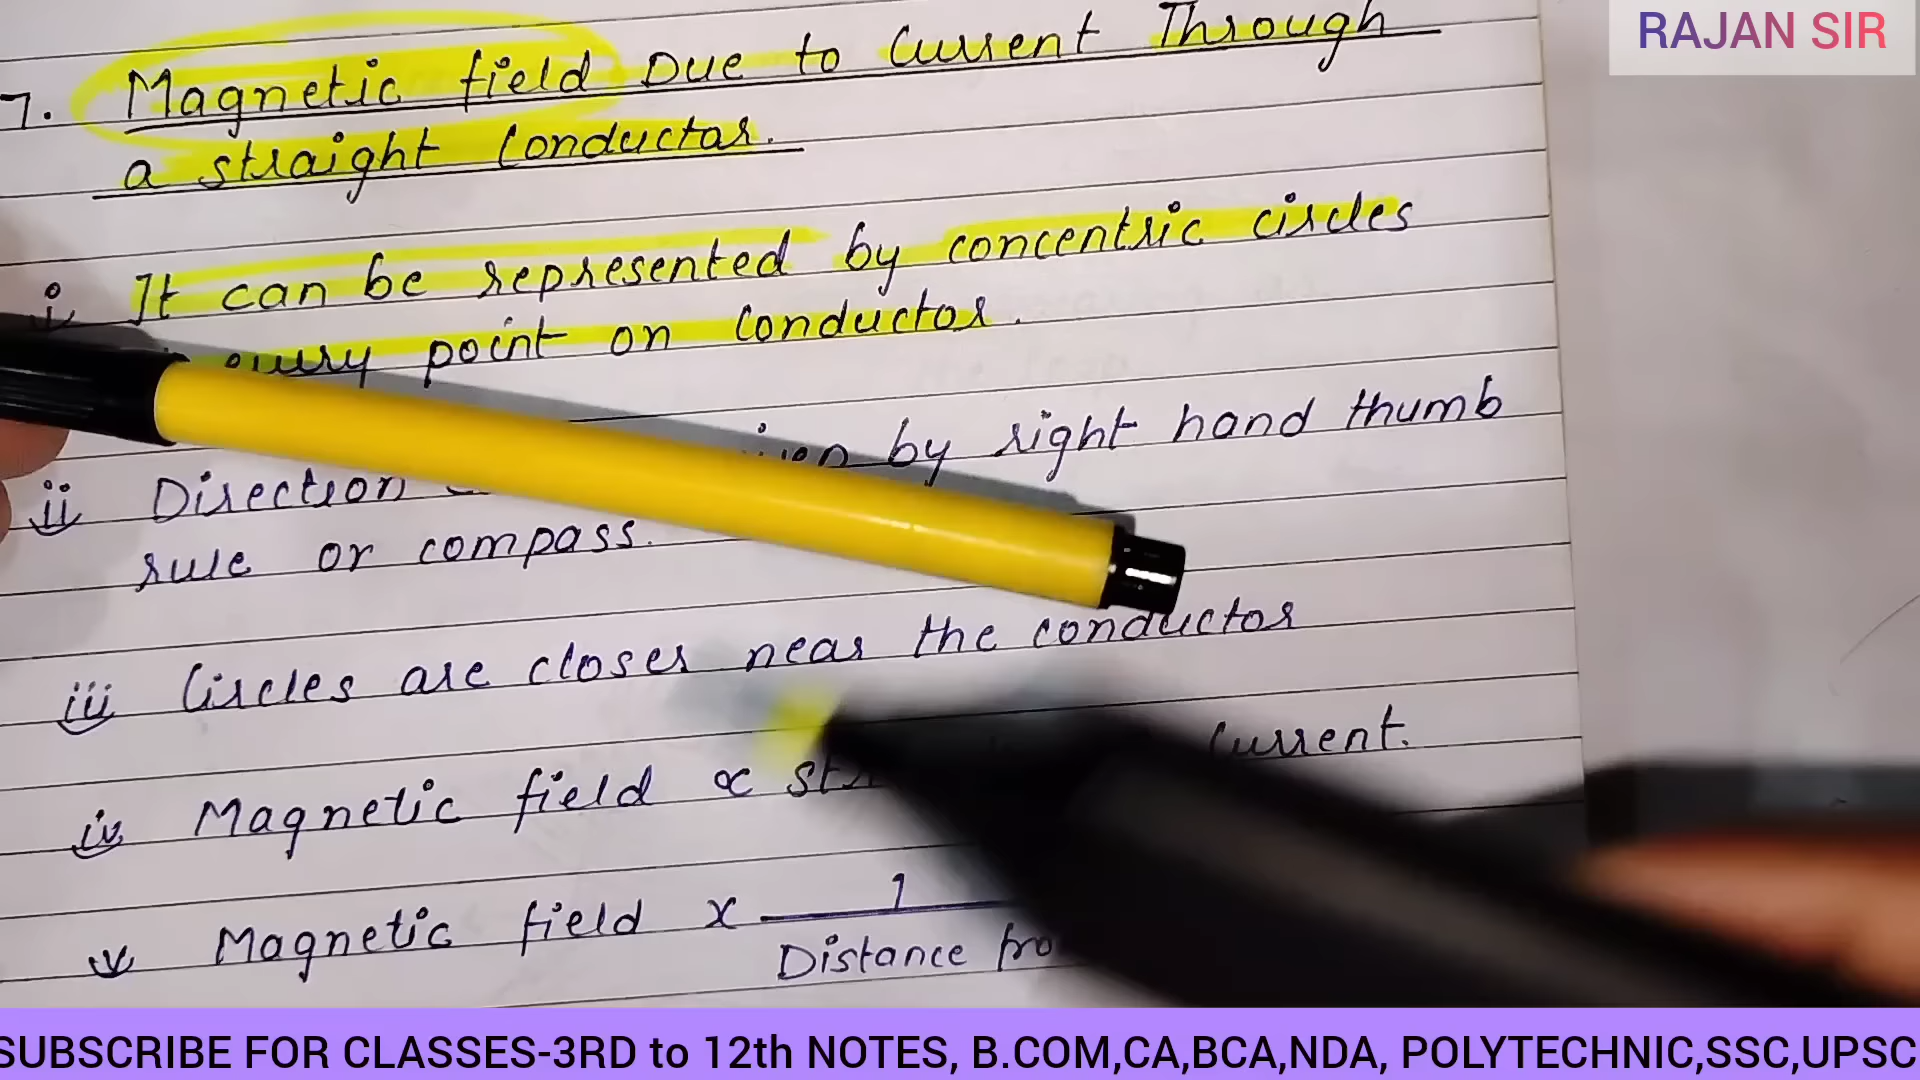 RAJAN SIR
7. Magnetic field Due to Current Through
a straight Conductor.
i It can be represented by concentric circles
every point on Conductor.
ii Direction by right hand thumb
rule or compass.
iii Circles are closer near the conductor
iv Magnetic field ∝ Current.
v Magnetic field ∝ 1
Distance
SUBSCRIBE FOR CLASSES-3RD to 12th NOTES, B.COM,CA,BCA,NDA, POLYTECHNIC,SSC,UPSC